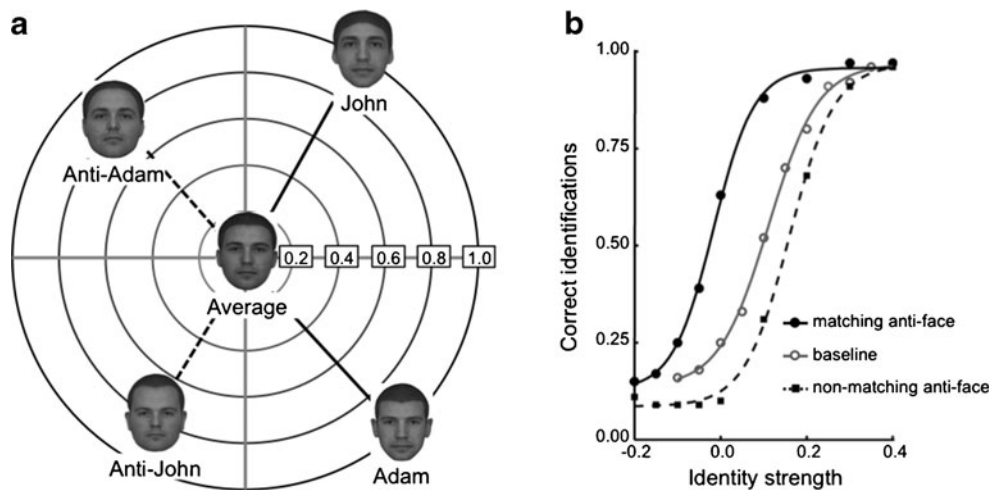 a
John
Anti-Adam
0.2 0.4 0.6 0.8 1.0
Average
Anti-John
Adam
b
1.00
0.75
0.50
0.25
0.00
Correct identifications
matching anti-face
baseline
non-matching anti-face
-0.2 0.0 0.2 0.4
Identity strength